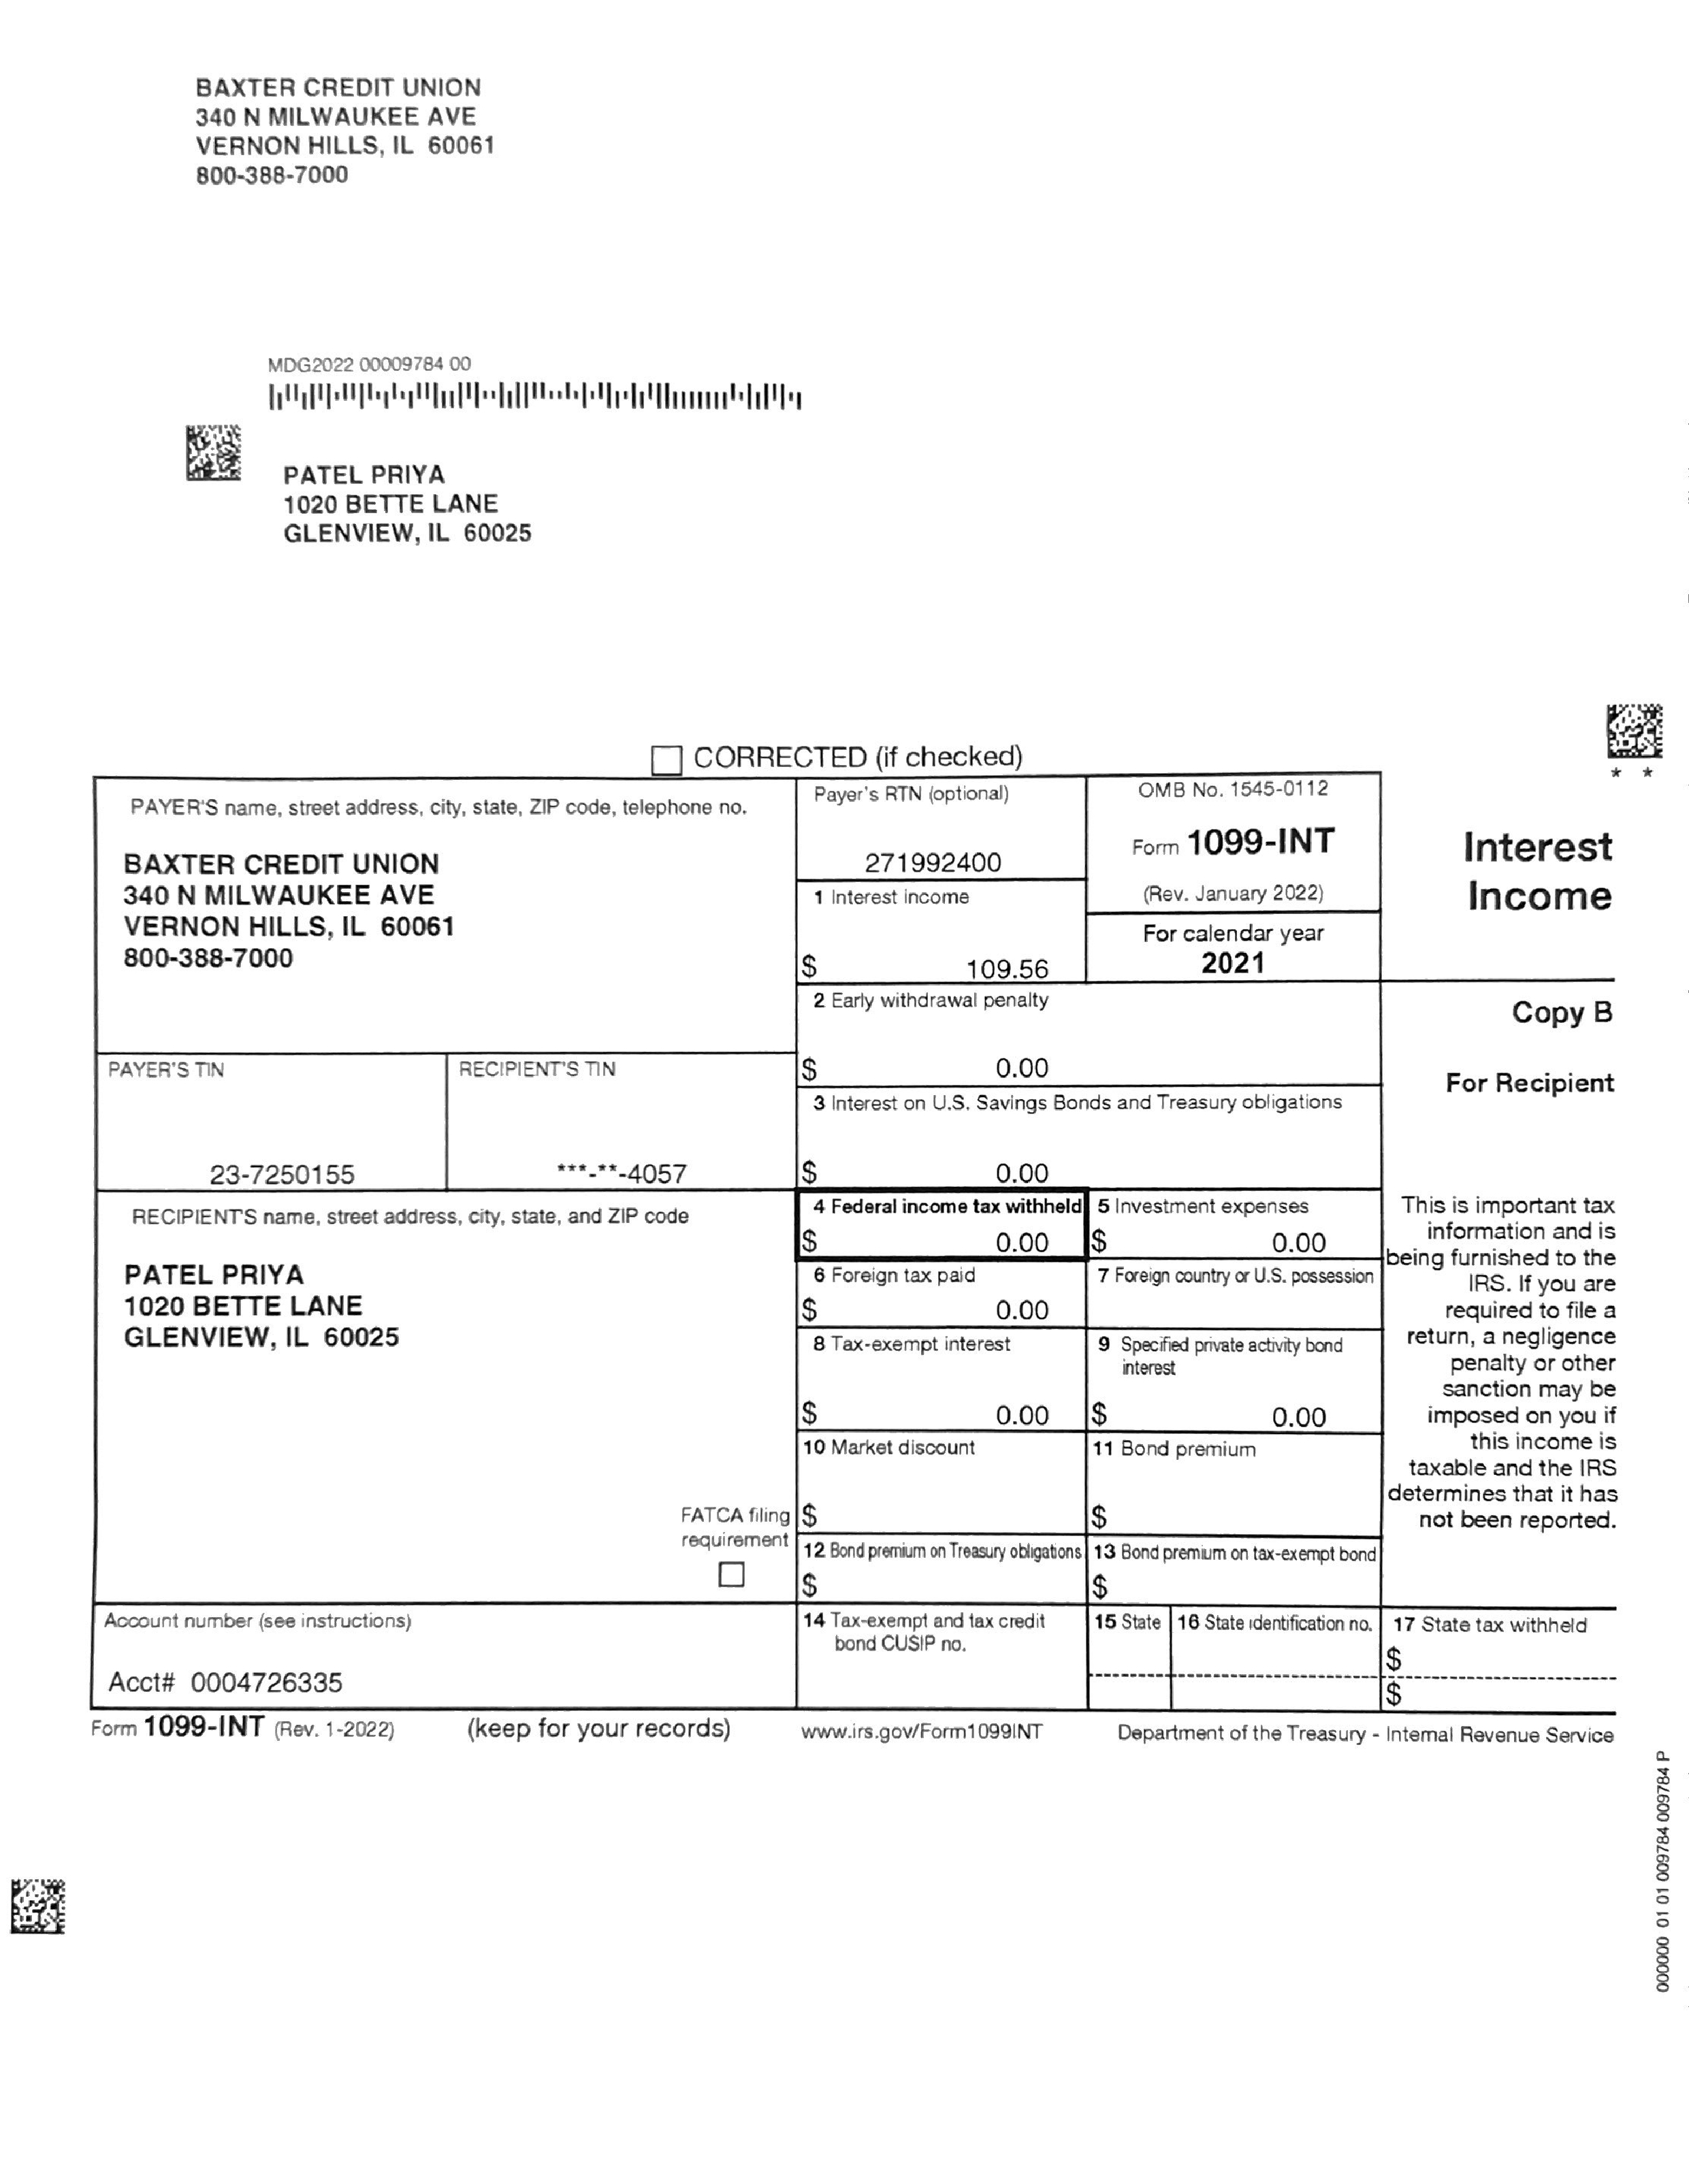 BAXTER CREDIT UNION
340 N MILWAUKEE AVE
VERNON HILLS, IL 60061
800-388-7000
MDG2022 00009784 00
PATEL PRIYA
1020 BETTE LANE
GLENVIEW, IL 60025
* *
CORRECTED (if checked)
PAYER'S name, street address, city, state, ZIP code, telephone no.
BAXTER CREDIT UNION
340 N MILWAUKEE AVE
VERNON HILLS, IL 60061
800-388-7000
Payer's RTN (optional)
271992400
OMB No. 1545-0112
Form 1099-INT
(Rev. January 2022)
For calendar year
2021
Interest
Income
1 Interest income
$ 109.56
2 Early withdrawal penalty
$ 0.00
Copy B
For Recipient
PAYER'S TIN
23-7250155
RECIPIENT'S TIN
***-**-4057
3 Interest on U.S. Savings Bonds and Treasury obligations
$ 0.00
RECIPIENT'S name, street address, city, state, and ZIP code
PATEL PRIYA
1020 BETTE LANE
GLENVIEW, IL 60025
4 Federal income tax withheld
$ 0.00
5 Investment expenses
$ 0.00
6 Foreign tax paid
$ 0.00
7 Foreign country or U.S. possession
8 Tax-exempt interest
$ 0.00
9 Specified private activity bond
interest
$ 0.00
10 Market discount
$
11 Bond premium
$
FATCA filing
requirement
12 Bond premium on Treasury obligations
$
13 Bond premium on tax-exempt bond
$
This is important tax
information and is
being furnished to the
IRS. If you are
required to file a
return, a negligence
penalty or other
sanction may be
imposed on you if
this income is
taxable and the IRS
determines that it has
not been reported.
Account number (see instructions)
Acct# 0004726335
14 Tax-exempt and tax credit
bond CUSIP no.
15 State
16 State identification no.
17 State tax withheld
$
$
Form 1099-INT (Rev. 1-2022)
(keep for your records)
www.irs.gov/Form1099INT
Department of the Treasury - Internal Revenue Service
000000 01 01 009784 009784 P